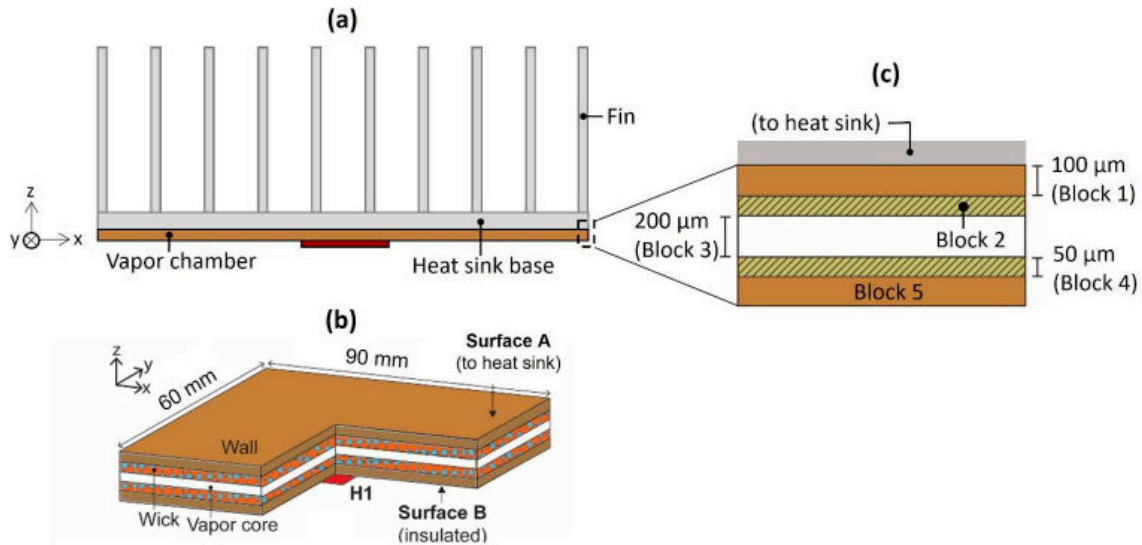 (a)
Fin
z
y
x
Vapor chamber
Heat sink base
(c)
(to heat sink)
100 μm
(Block 1)
200 μm
(Block 3)
Block 2
50 μm
(Block 4)
Block 5
(b)
z
y
x
60 mm
90 mm
Surface A
(to heat sink)
Wall
H1
Wick
Vapor core
Surface B
(insulated)